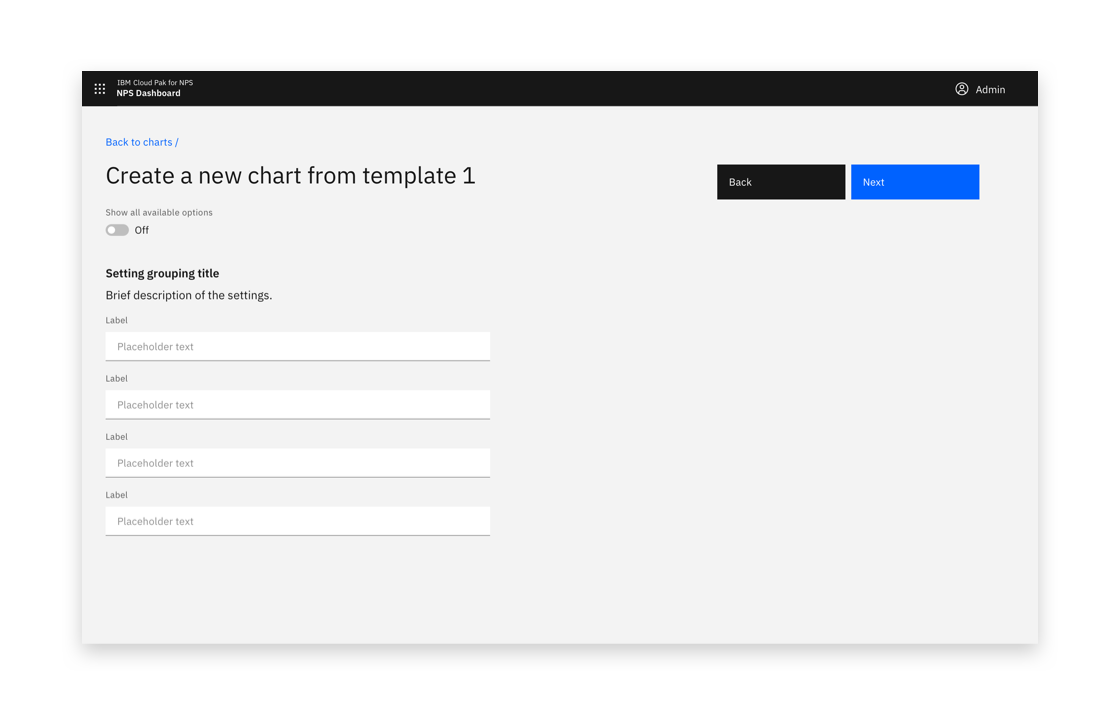 IBM Cloud Pak for NPS
NPS Dashboard
Admin
Back to charts /
Create a new chart from template 1
Back
Next
Show all available options
Off
Setting grouping title
Brief description of the settings.
Label
Placeholder text
Label
Placeholder text
Label
Placeholder text
Label
Placeholder text